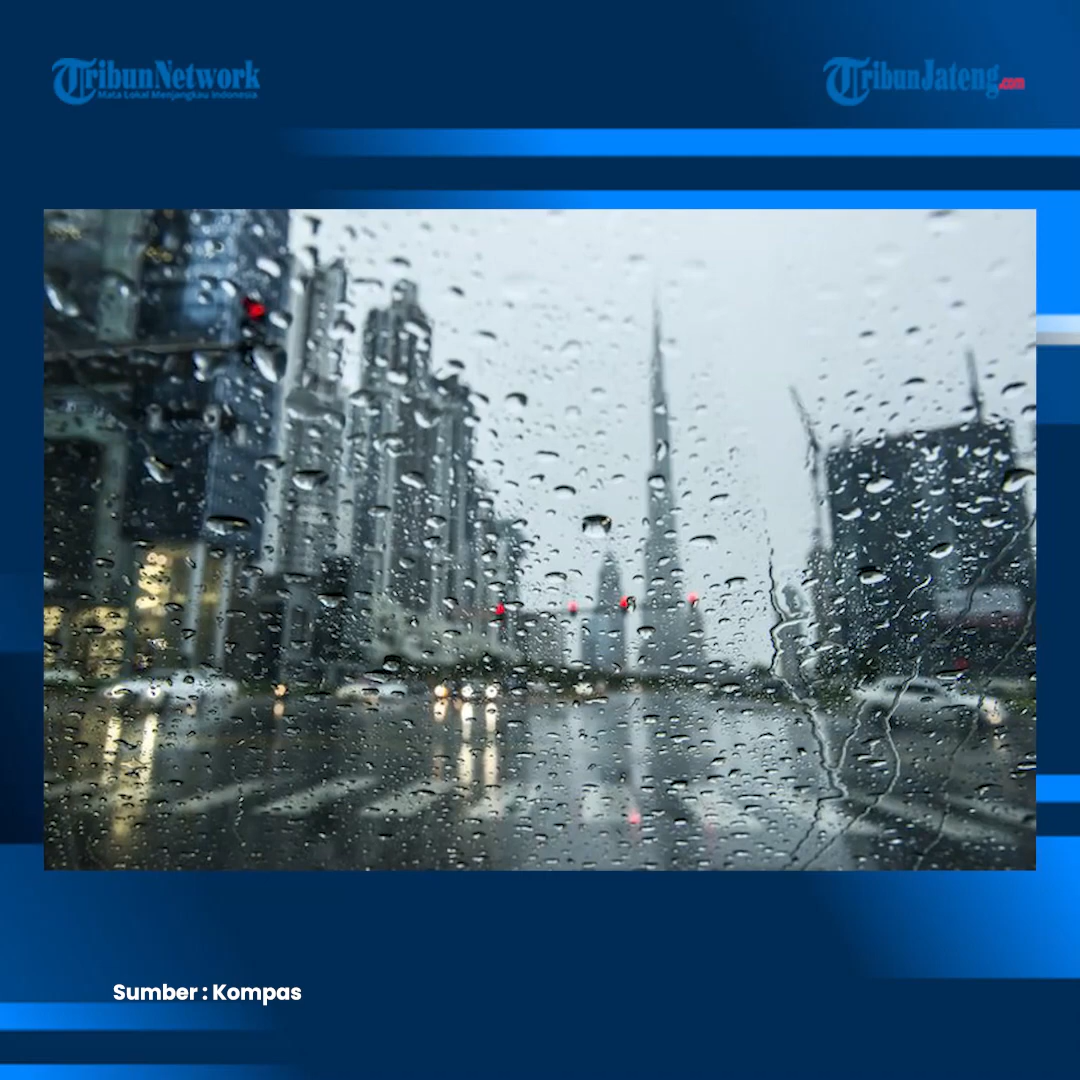 TribunNetwork
Mata Lokal Menjangkau Indonesia
TribunJateng.com
Sumber : Kompas